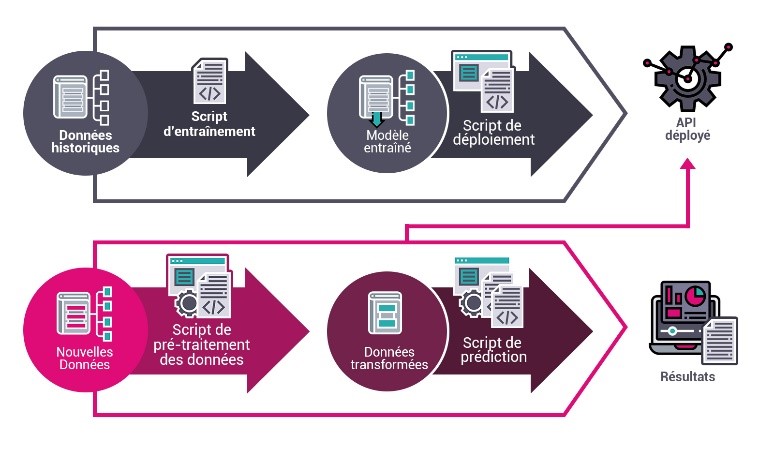 Données
historiques
Script
d'entraînement
Modèle
entraîné
Script de
déploiement
API
déployé
Nouvelles
Données
Script de
pré-traitement
des données
Données
transformées
Script de
prédiction
Résultats